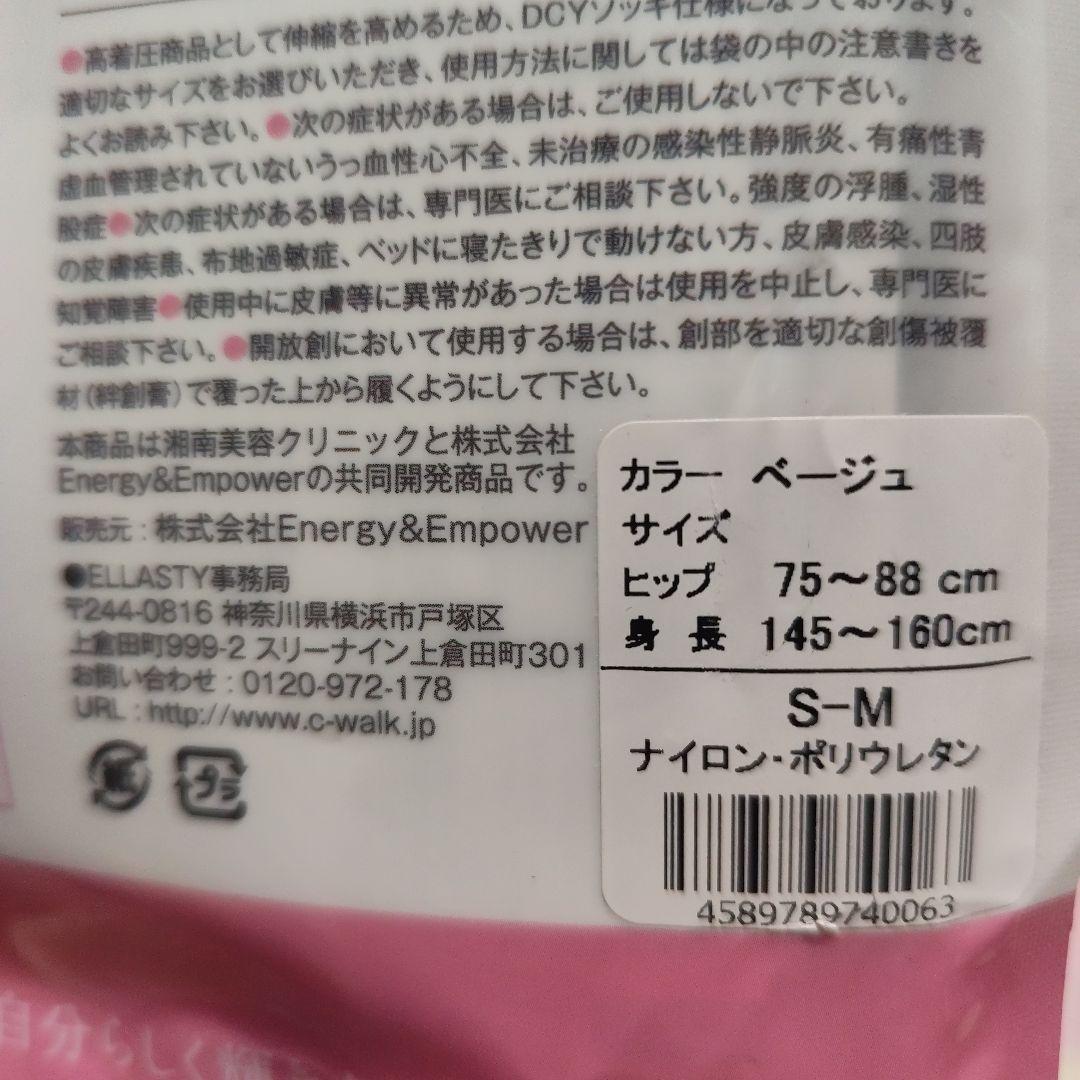 め、DCYソッキ仕様になっております。
●高着圧商品として伸縮を高めるため、
適切なサイズをお選びいただき、使用方法に関しては袋の中の注意書きを
よくお読み下さい。●次の症状がある場合は、ご使用しないで下さい。
虚血管理されていないうっ血性心不全、未治療の感染性静脈炎、有痛性青
股症●次の症状がある場合は、専門医にご相談下さい。強度の浮腫、湿性
の皮膚疾患、布地過敏症、ベッドに寝たきりで動けない方、皮膚感染、四肢
知覚障害●使用中に皮膚等に異常があった場合は使用を中止し、専門医に
ご相談下さい。●開放創において使用する場合は、創部を適切な創傷被覆
材(絆創膏)で覆った上から履くようにして下さい。
本商品は湘南美容クリニックと株式会社
Energy&Empowerの共同開発商品です。
販売元:株式会社Energy&Empower
●ELLASTY事務局
〒244-0816 神奈川県横浜市戸塚区
上倉田町999-2 スリーナイン上倉田町301
お問い合わせ:0120-972-178
URL:http://www.c-walk.jp
紙
プラ
カラー ベージュ
サイズ
ヒップ 75～88 cm
身 長 145～160cm
S-M
ナイロン・ポリウレタン
4589789740063
自分らしく輝